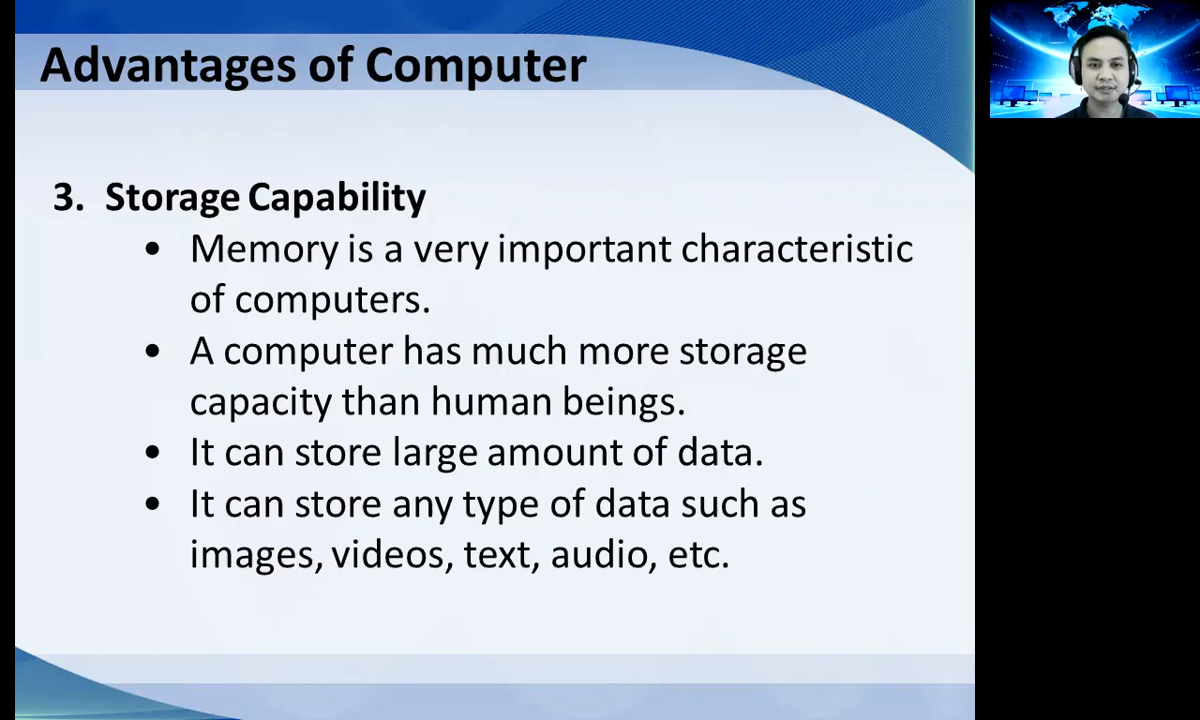 Advantages of Computer
3. Storage Capability
• Memory is a very important characteristic
of computers.
• A computer has much more storage
capacity than human beings.
• It can store large amount of data.
• It can store any type of data such as
images, videos, text, audio, etc.